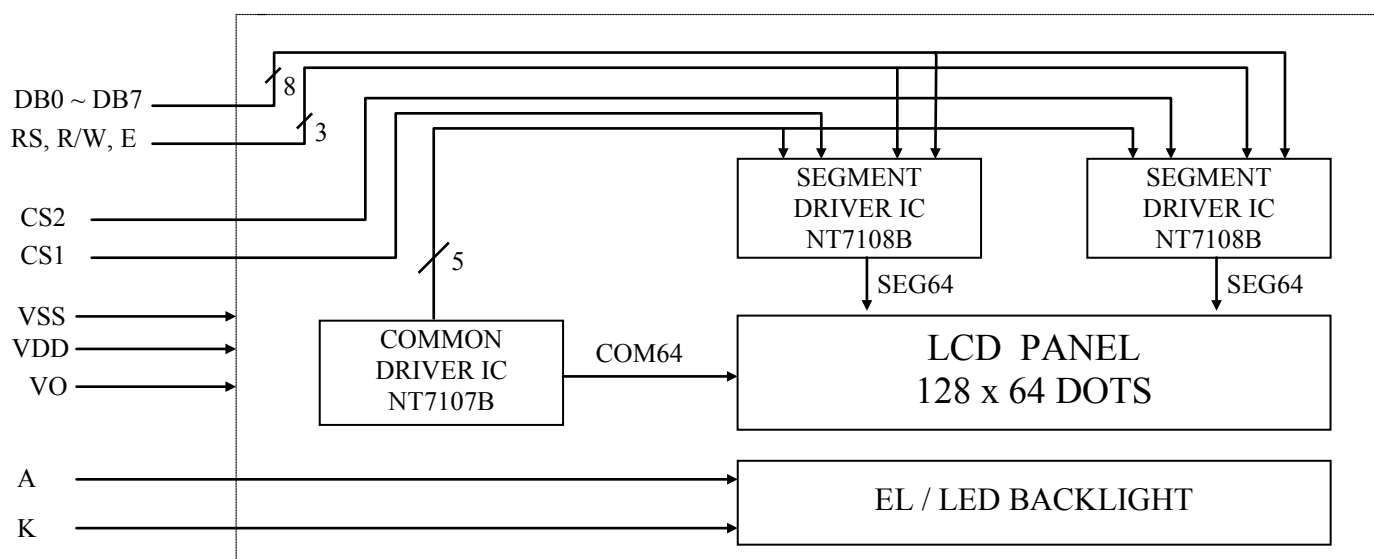 8
DB0 ~ DB7
3
RS, R/W, E
SEGMENT
DRIVER IC
NT7108B
SEGMENT
DRIVER IC
NT7108B
CS2
CS1
5
SEG64
SEG64
VSS
VDD
VO
COMMON
DRIVER IC
NT7107B
COM64
LCD PANEL
128 x 64 DOTS
A
K
EL / LED BACKLIGHT